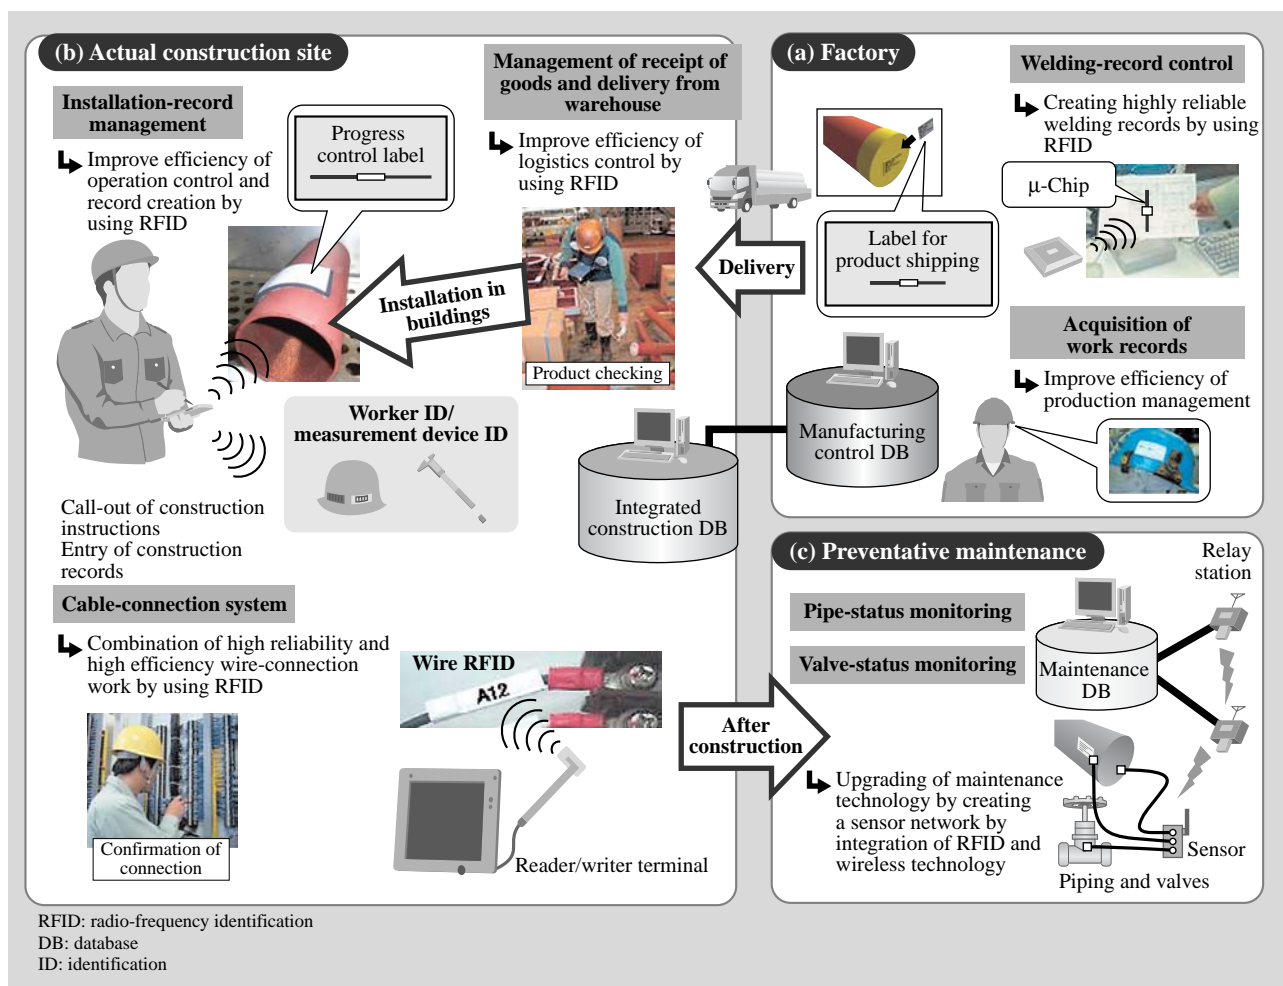 (b) Actual construction site
Installation-record
management
Improve efficiency of
operation control and
record creation by
using RFID
Progress
control label
Management of receipt of
goods and delivery from
warehouse
Improve efficiency of
logistics control by
using RFID
Product checking
Installation in
buildings
Delivery
Worker ID/
measurement device ID
Call-out of construction
instructions
Entry of construction
records
Integrated
construction DB
Cable-connection system
Combination of high reliability and
high efficiency wire-connection
work by using RFID
Confirmation of
connection
Wire RFID
A12
Reader/writer terminal
After
construction
(a) Factory
Label for
product shipping
Welding-record control
Creating highly reliable
welding records by using
RFID
μ-Chip
Manufacturing
control DB
Acquisition of
work records
Improve efficiency of
production management
(c) Preventative maintenance
Pipe-status monitoring
Valve-status monitoring
Maintenance
DB
Relay
station
Upgrading of maintenance
technology by creating
a sensor network by
integration of RFID and
wireless technology
Sensor
Piping and valves
RFID: radio-frequency identification
DB: database
ID: identification